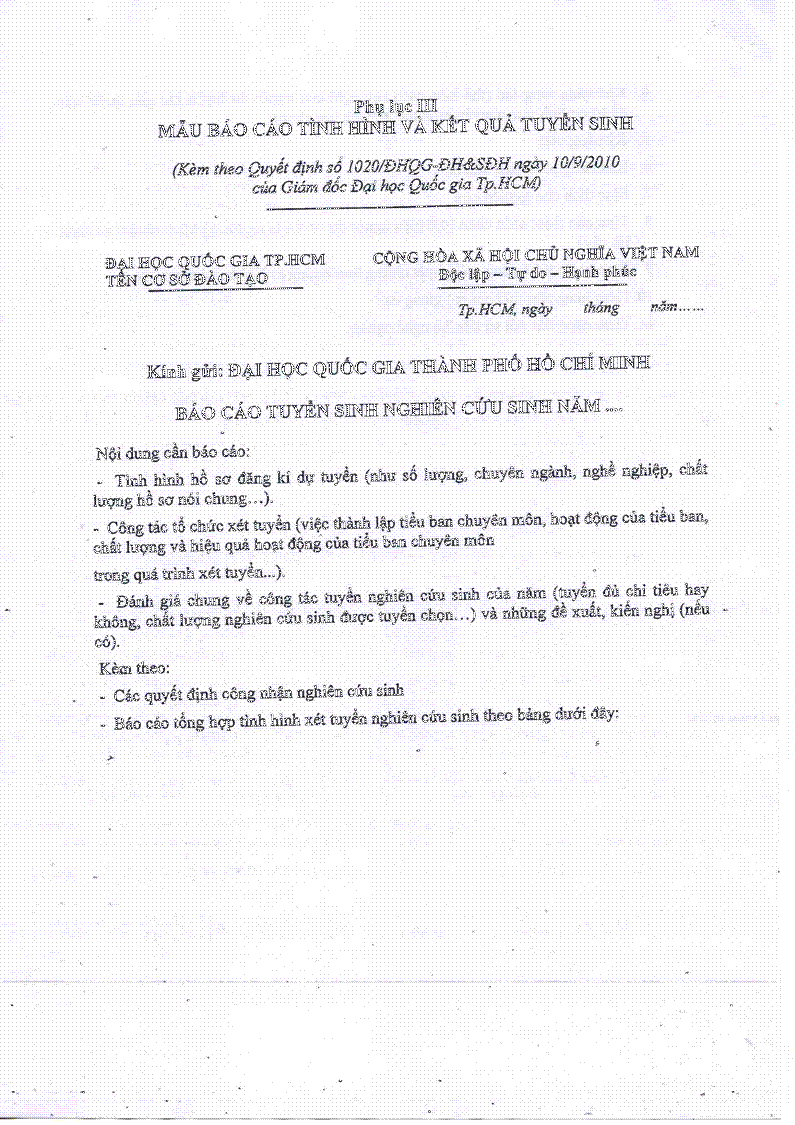 Phụ lục III
MẪU BÁO CÁO TÌNH HÌNH VÀ KẾT QUẢ TUYỂN SINH
(Kèm theo Quyết định số 1020/ĐHQG-ĐH&SĐH ngày 10/9/2010
của Giám đốc Đại học Quốc gia Tp.HCM)
ĐẠI HỌC QUỐC GIA TP.HCM
TÊN CƠ SỞ ĐÀO TẠO
CỘNG HÒA XÃ HỘI CHỦ NGHĨA VIỆT NAM
Độc lập – Tự do – Hạnh phúc
Tp.HCM, ngày tháng năm……
Kính gửi: ĐẠI HỌC QUỐC GIA THÀNH PHỐ HỒ CHÍ MINH
BÁO CÁO TUYỂN SINH NGHIÊN CỨU SINH NĂM ....
Nội dung cần báo cáo:
- Tình hình hồ sơ đăng kí dự tuyển (như số lượng, chuyên ngành, nghề nghiệp, chất
lượng hồ sơ nói chung…).
- Công tác tổ chức xét tuyển (việc thành lập tiểu ban chuyên môn, hoạt động của tiểu ban,
chất lượng và hiệu quả hoạt động của tiểu ban chuyên môn
trong quá trình xét tuyển...).
- Đánh giá chung về công tác tuyển nghiên cứu sinh của năm (tuyển đủ chỉ tiêu hay
không, chất lượng nghiên cứu sinh được tuyển chọn…) và những đề xuất, kiến nghị (nếu
có).
Kèm theo:
- Các quyết định công nhận nghiên cứu sinh
- Báo cáo tổng hợp tình hình xét tuyển nghiên cứu sinh theo bảng dưới đây: